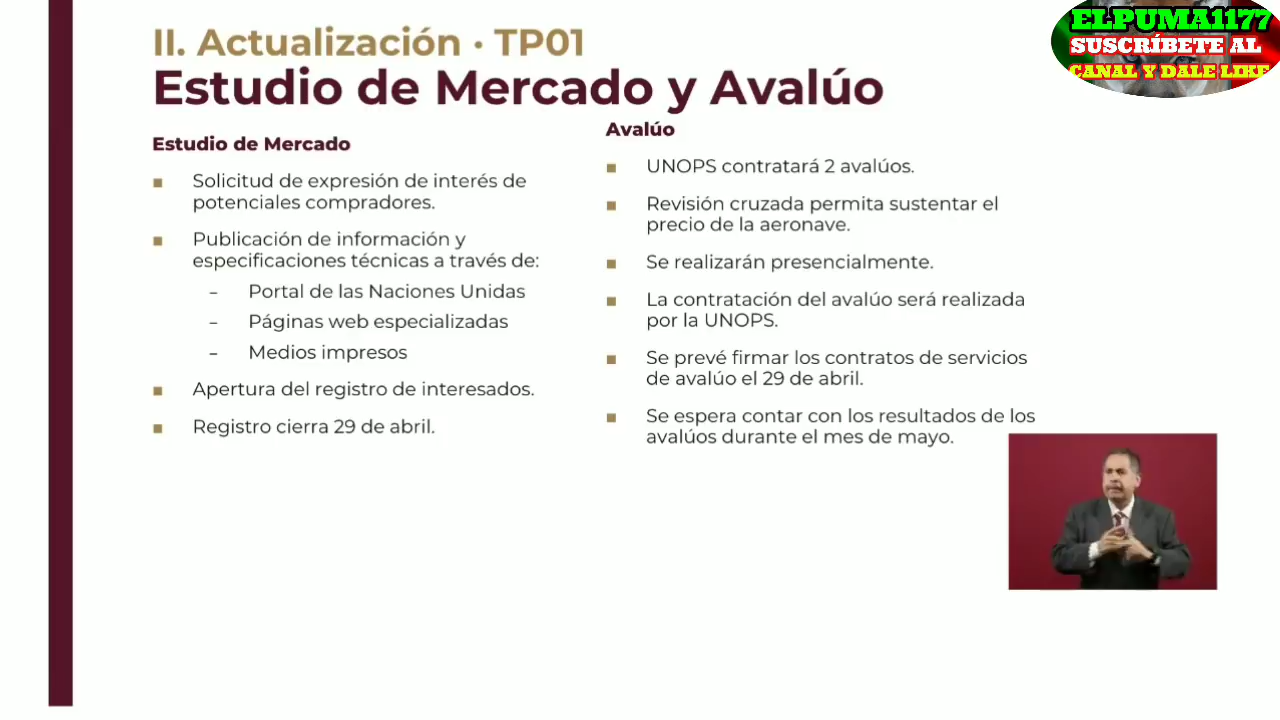 II. Actualización · TP01
Estudio de Mercado y Avalúo
Estudio de Mercado
■ Solicitud de expresión de interés de
potenciales compradores.
■ Publicación de información y
especificaciones técnicas a través de:
– Portal de las Naciones Unidas
– Páginas web especializadas
– Medios impresos
■ Apertura del registro de interesados.
■ Registro cierra 29 de abril.
Avalúo
■ UNOPS contratará 2 avalúos.
■ Revisión cruzada permita sustentar el
precio de la aeronave.
■ Se realizarán presencialmente.
■ La contratación del avalúo será realizada
por la UNOPS.
■ Se prevé firmar los contratos de servicios
de avalúo el 29 de abril.
■ Se espera contar con los resultados de los
avalúos durante el mes de mayo.
ELPUMA1177
SUSCRÍBETE AL
CANAL Y DALE LIKE